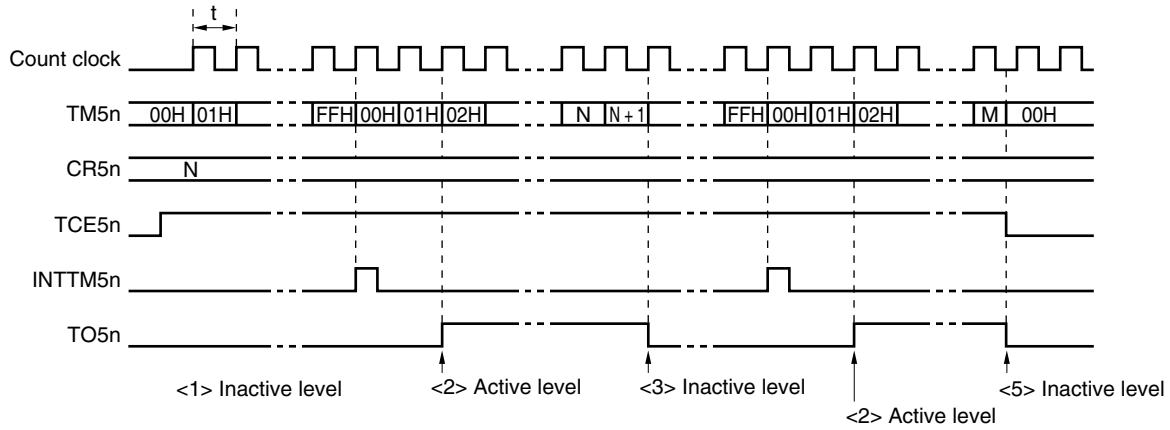 t
Count clock
TM5n 00H 01H FFH 00H 01H 02H N N + 1 FFH 00H 01H 02H M 00H
CR5n N
TCE5n
INTTM5n
TO5n
<1> Inactive level <2> Active level <3> Inactive level <5> Inactive level
<2> Active level